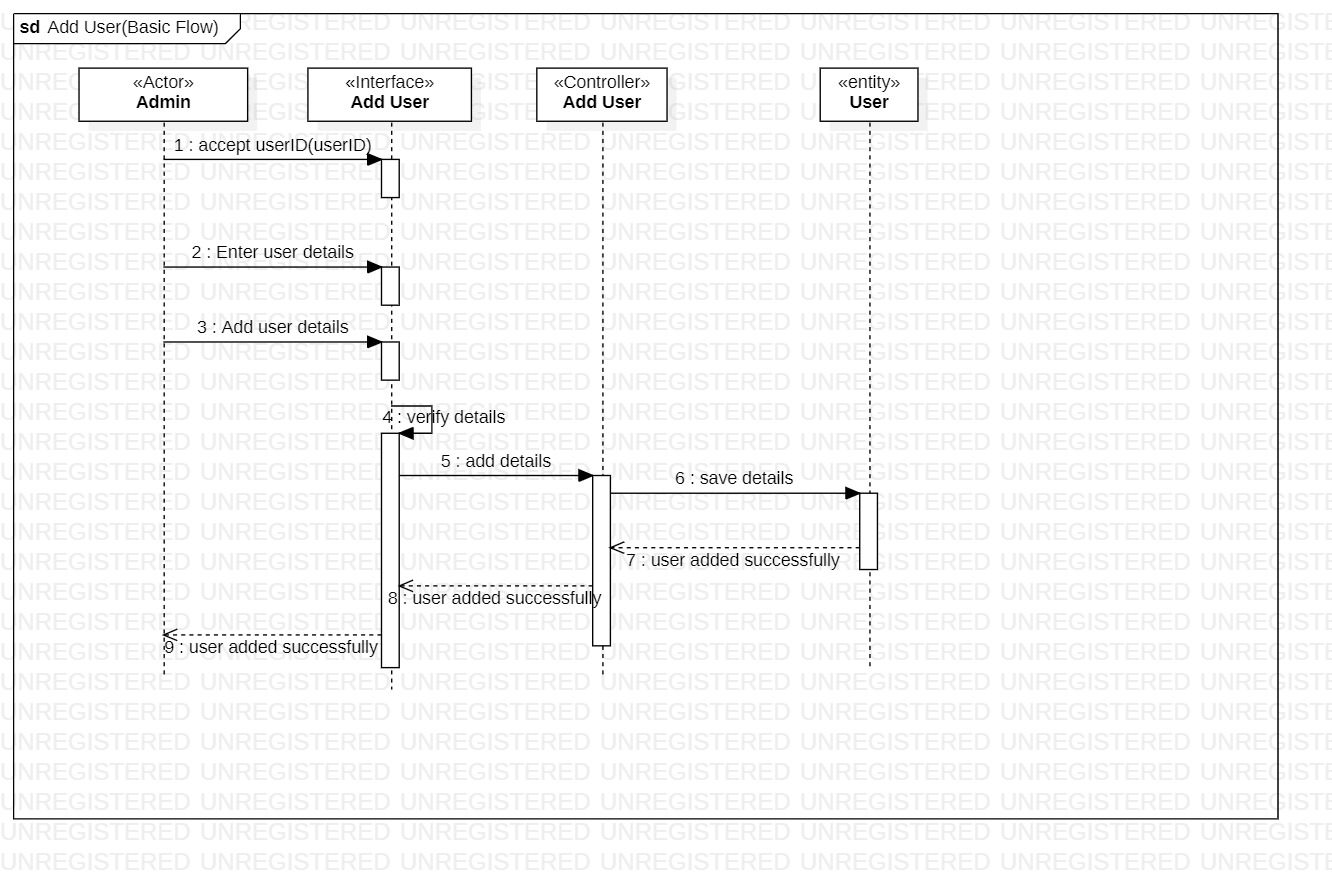 sd Add User(Basic Flow)
«Actor»
Admin
«Interface»
Add User
«Controller»
Add User
«entity»
User
1 : accept userID(userID)
2 : Enter user details
3 : Add user details
4 : verify details
5 : add details
6 : save details
7 : user added successfully
8 : user added successfully
9 : user added successfully
UNREGISTERED